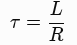 τ = L/R